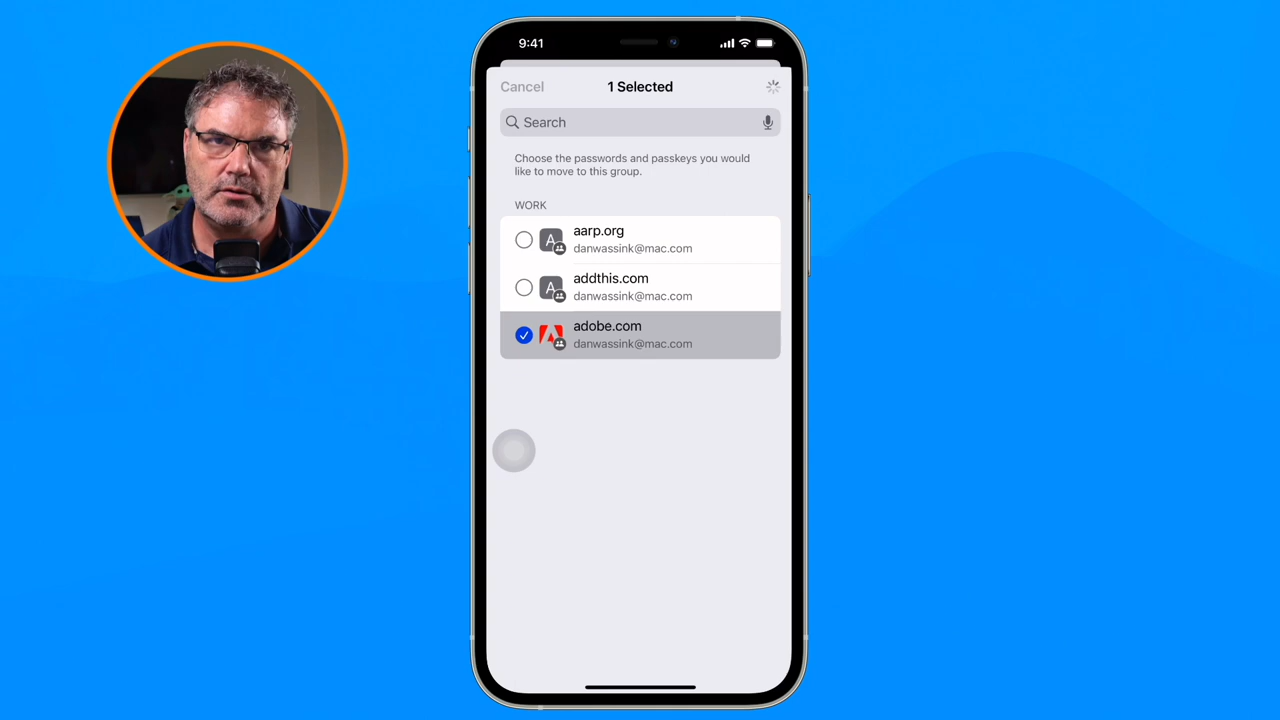 9:41
Cancel
1 Selected
Search
Choose the passwords and passkeys you would
like to move to this group.
WORK
A
aarp.org
danwassink@mac.com
A
addthis.com
danwassink@mac.com
adobe.com
danwassink@mac.com